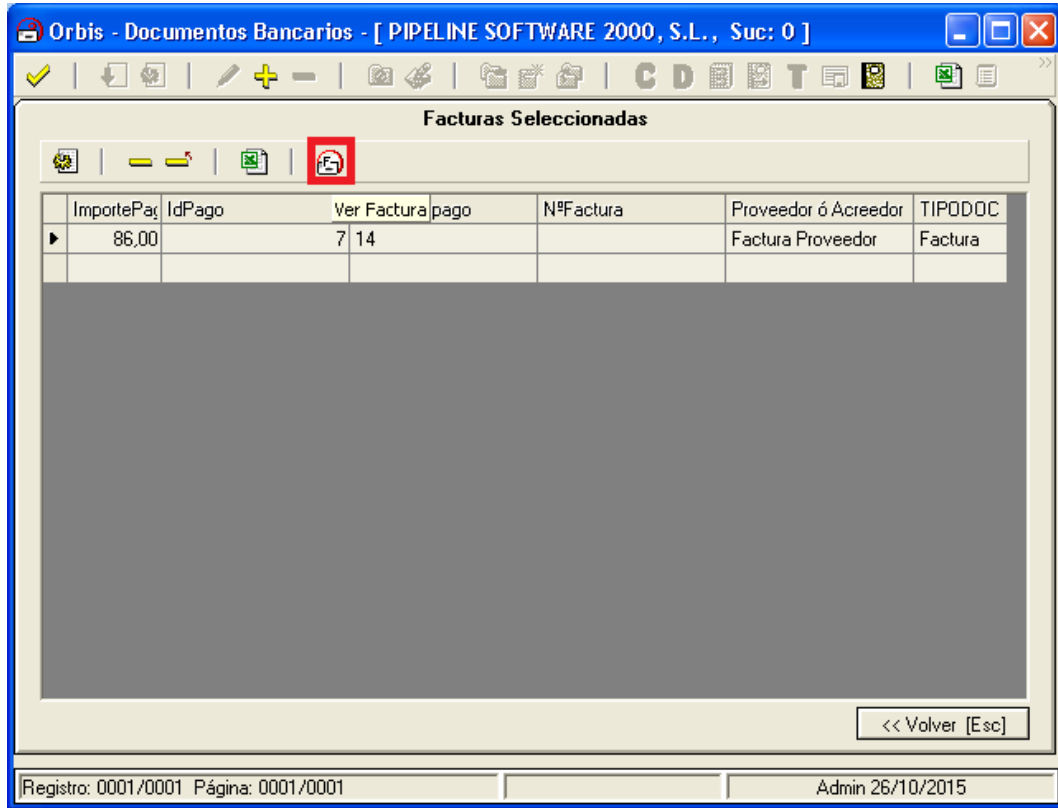 Orbis - Documentos Bancarios - [ PIPELINE SOFTWARE 2000, S.L., Suc: 0 ]
C D T
Facturas Seleccionadas
F
ImportePag IdPago Ver Factura pago NºFactura Proveedor ó Acreedor TIPODOC
86,00 7 14 Factura Proveedor Factura
<< Volver [Esc]
Registro: 0001/0001 Página: 0001/0001 Admin 26/10/2015